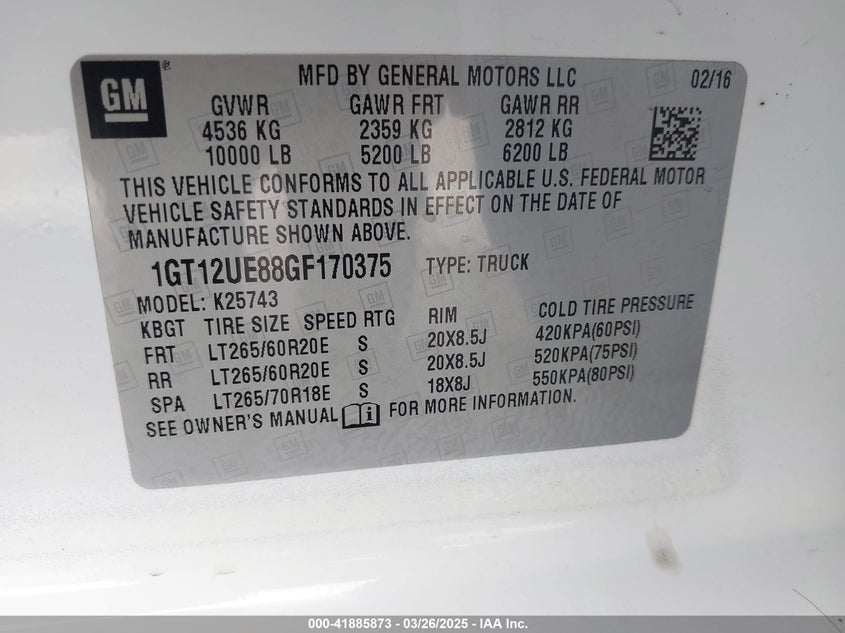 GM ® MFD BY GENERAL MOTORS LLC 02/16
GVWR GAWR FRT GAWR RR
4536 KG 2359 KG 2812 KG
10000 LB 5200 LB 6200 LB
THIS VEHICLE CONFORMS TO ALL APPLICABLE U.S. FEDERAL MOTOR
VEHICLE SAFETY STANDARDS IN EFFECT ON THE DATE OF
MANUFACTURE SHOWN ABOVE.
1GT12UE88GF170375 TYPE: TRUCK
MODEL: K25743
KBGT TIRE SIZE SPEED RTG RIM COLD TIRE PRESSURE
FRT LT265/60R20E S 20X8.5J 420KPA(60PSI)
RR LT265/60R20E S 20X8.5J 520KPA(75PSI)
SPA LT265/70R18E S 18X8J 550KPA(80PSI)
SEE OWNER'S MANUAL i FOR MORE INFORMATION.
000-41885873 - 03/26/2025 - IAA Inc.